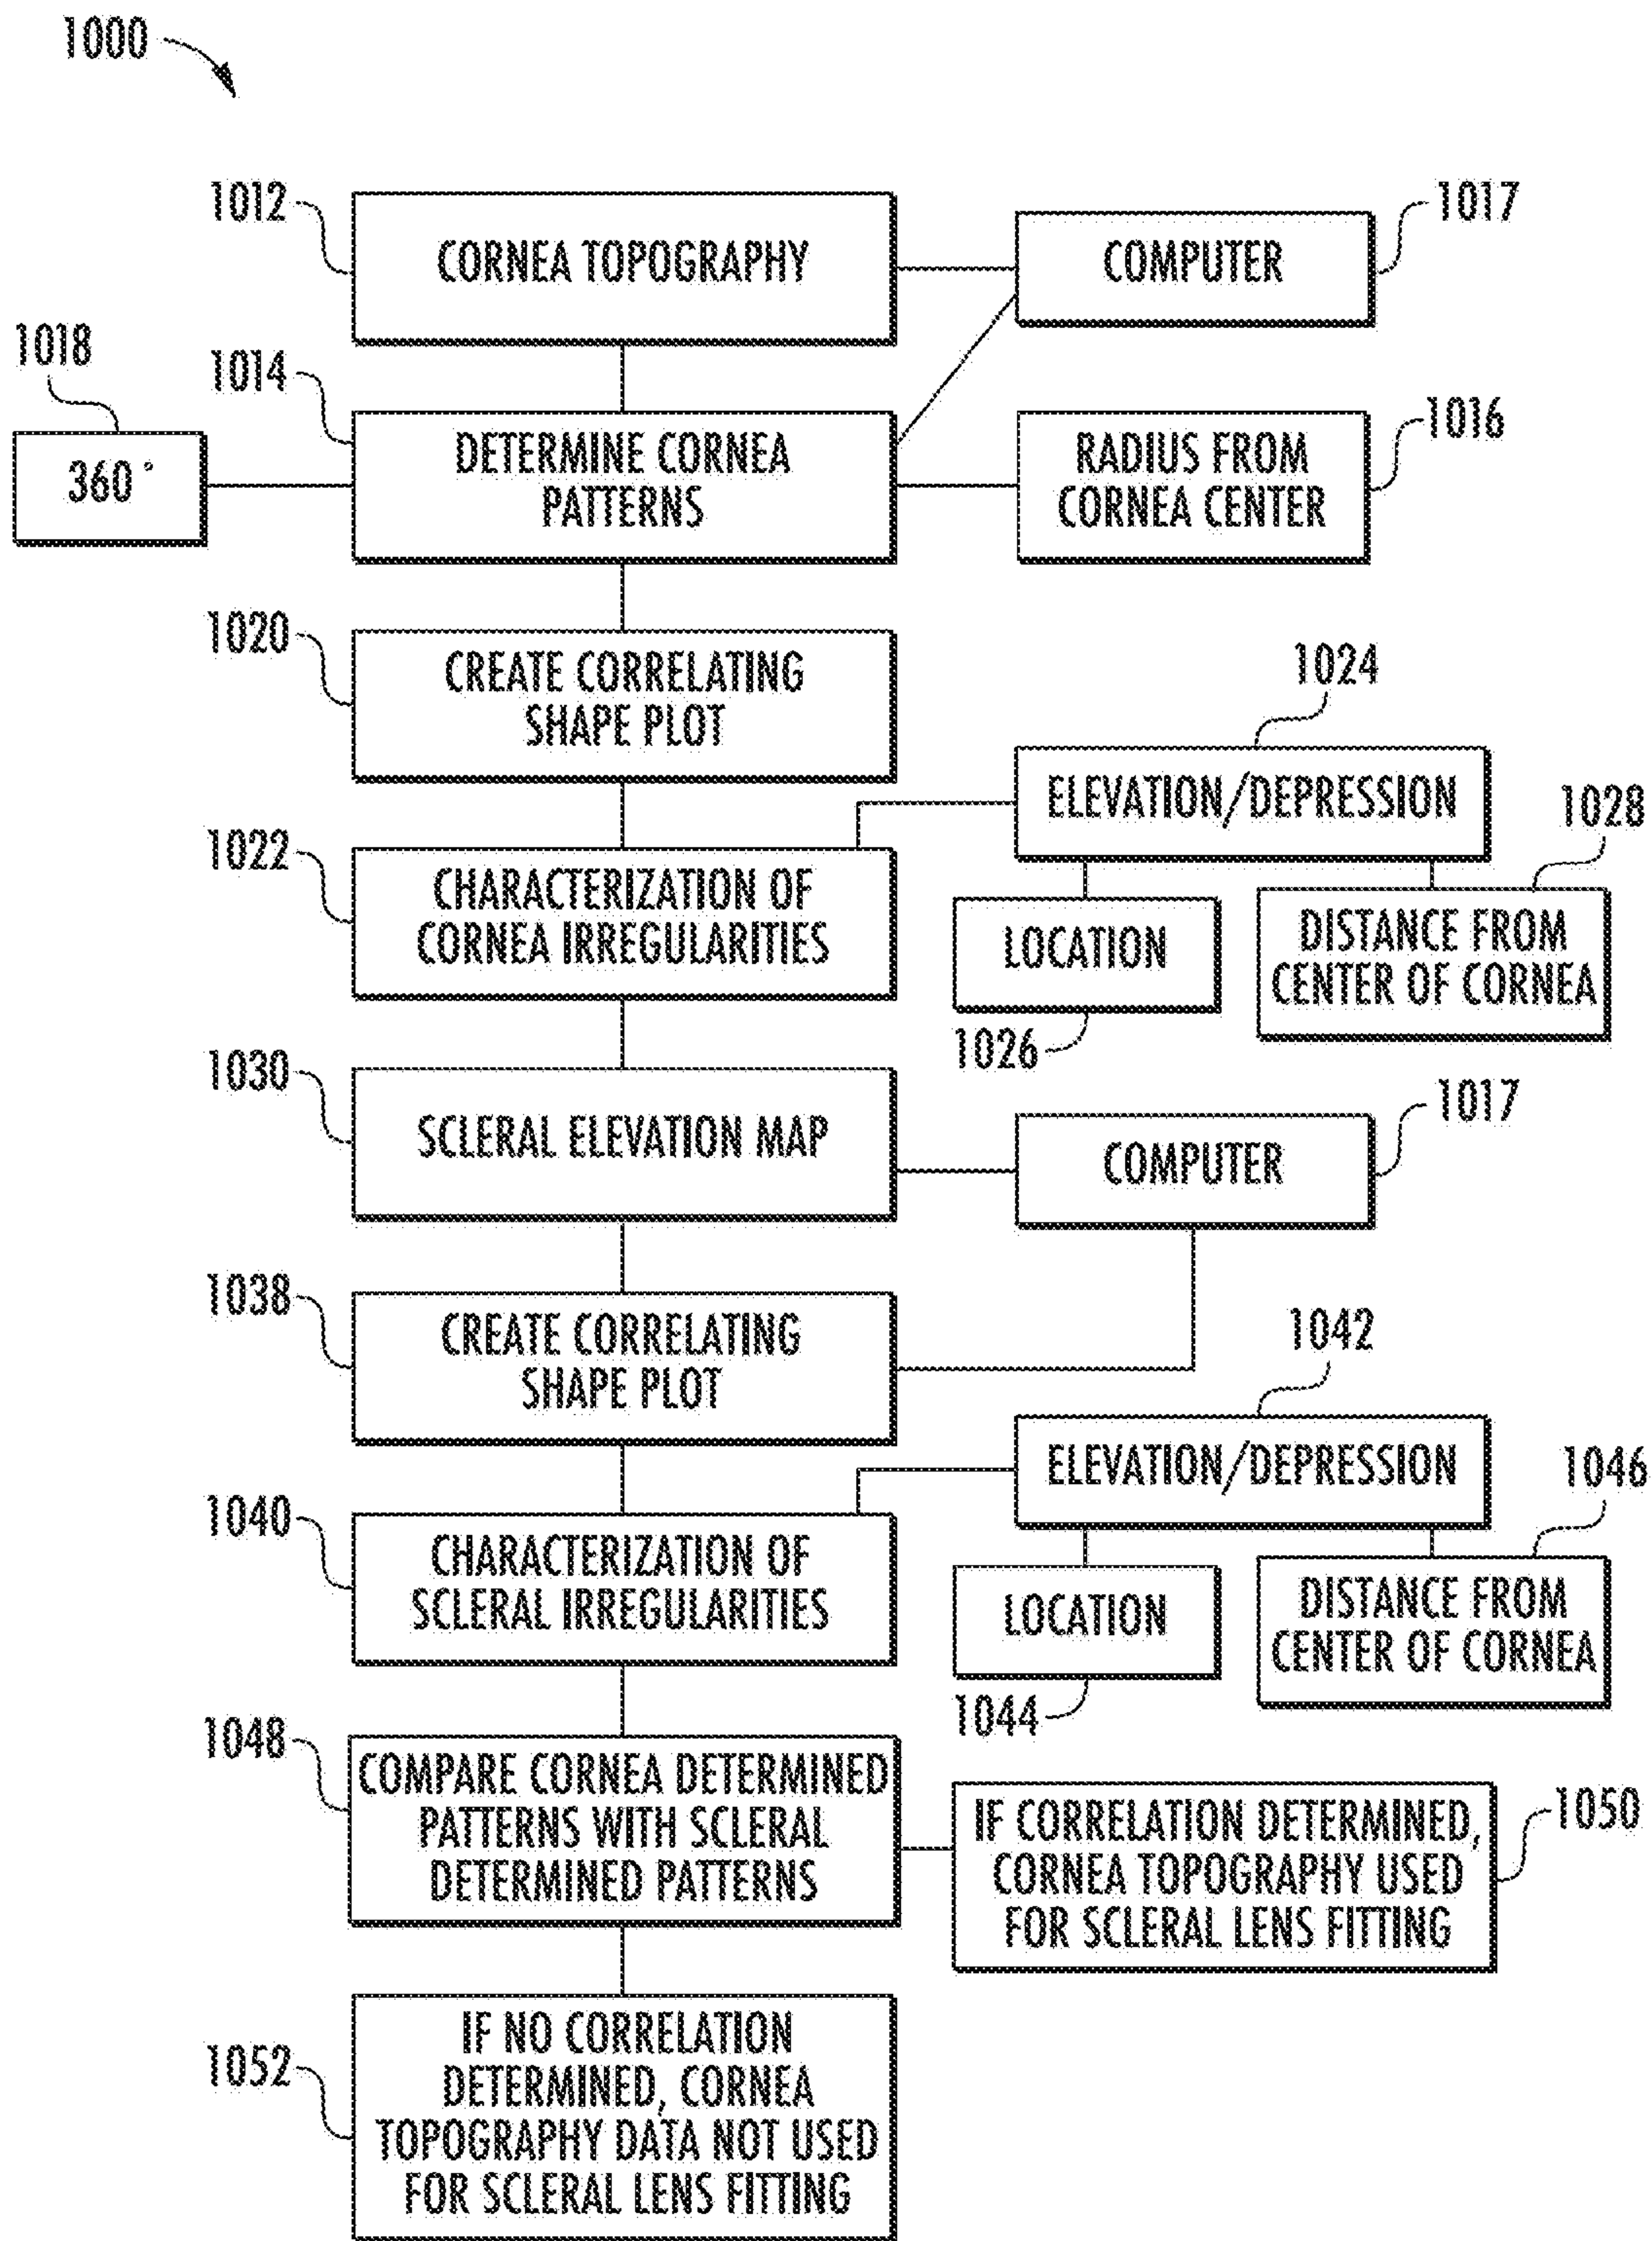 1000
1012
CORNEA TOPOGRAPHY
COMPUTER
1017
1018
360°
1014
DETERMINE CORNEA
PATTERNS
RADIUS FROM
CORNEA CENTER
1016
1020
CREATE CORRELATING
SHAPE PLOT
1024
ELEVATION/DEPRESSION
1028
1022
CHARACTERIZATION OF
CORNEA IRREGULARITIES
LOCATION
1026
DISTANCE FROM
CENTER OF CORNEA
1030
SCLERAL ELEVATION MAP
COMPUTER
1017
1038
CREATE CORRELATING
SHAPE PLOT
1042
ELEVATION/DEPRESSION
1046
1040
CHARACTERIZATION OF
SCLERAL IRREGULARITIES
LOCATION
1044
DISTANCE FROM
CENTER OF CORNEA
1048
COMPARE CORNEA DETERMINED
PATTERNS WITH SCLERAL
DETERMINED PATTERNS
IF CORRELATION DETERMINED,
CORNEA TOPOGRAPHY USED
FOR SCLERAL LENS FITTING
1050
1052
IF NO CORRELATION
DETERMINED, CORNEA
TOPOGRAPHY DATA NOT USED
FOR SCLERAL LENS FITTING